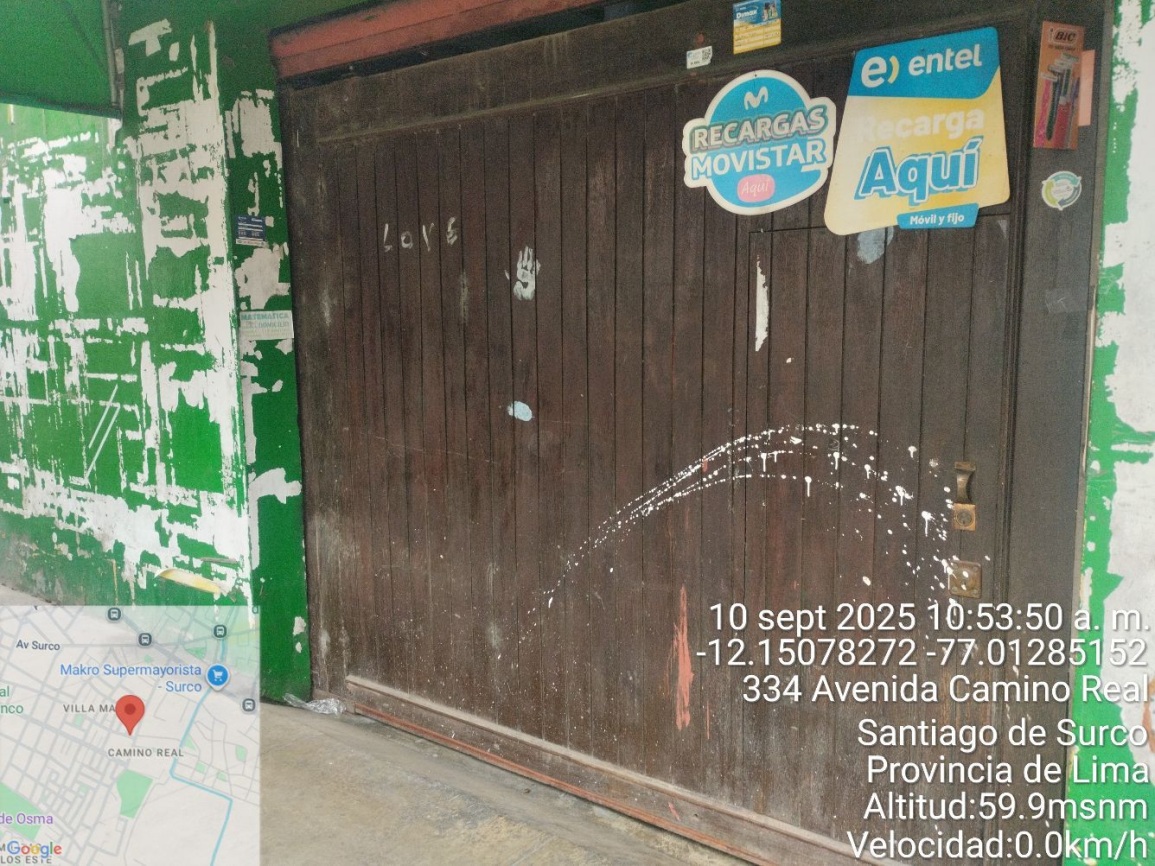 BIC
entel
Recarga
Aquí
Móvil y fijo
RECARGAS
MOVISTAR
Aquí
LOVE
MATEMATICA
10 sept 2025 10:53:50 a. m.
-12.15078272 -77.01285152
334 Avenida Camino Real
Santiago de Surco
Provincia de Lima
Altitud:59.9msnm
Velocidad:0.0km/h
Av Surco
Makro Supermayorista
- Surco
VILLA MA
CAMINO REAL
de Osma
Google
LOS ESTE